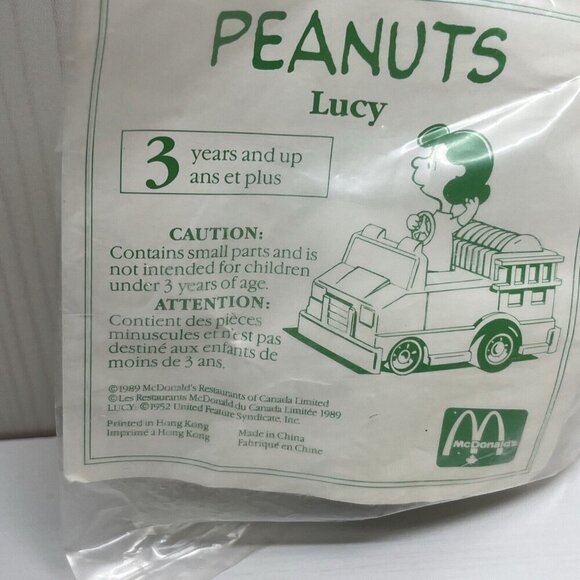 PEANUTS
Lucy
3 years and up
ans et plus
CAUTION:
Contains small parts and is
not intended for children
under 3 years of age.
ATTENTION:
Contient des pièces
minuscules et n'est pas
destiné aux enfants de
moins de 3 ans.
©1989 McDonald's Restaurants of Canada Limited
©Les Restaurants McDonald du Canada Limitée 1989
LUCY: ©1952 United Feature Syndicate, Inc.
Printed in Hong Kong
Imprimé à Hong Kong
Made in China
Fabriqué en Chine
McDonald's